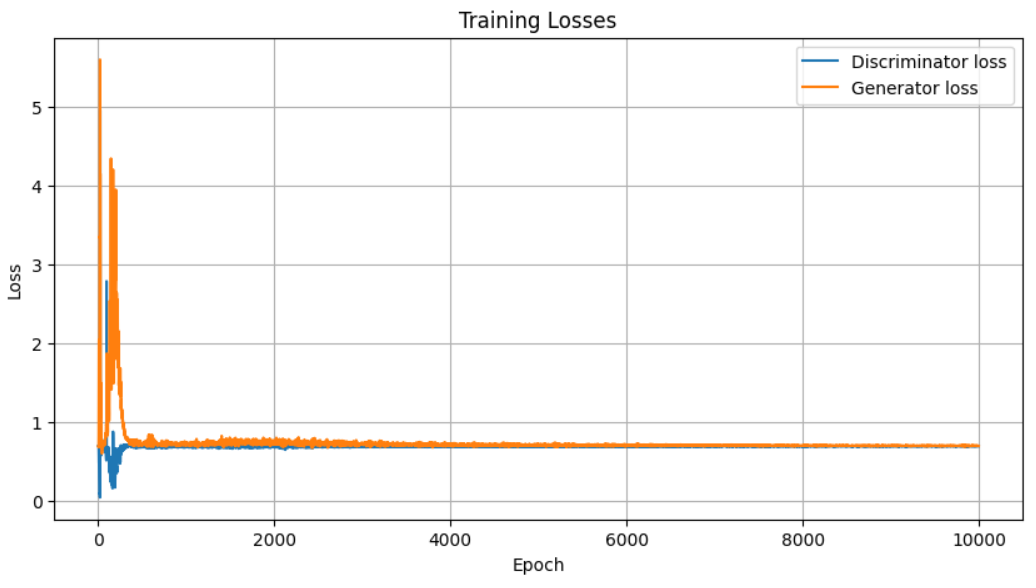 Training Losses
Discriminator loss
Generator loss
5
4
3
2
1
0
Loss
0 2000 4000 6000 8000 10000
Epoch